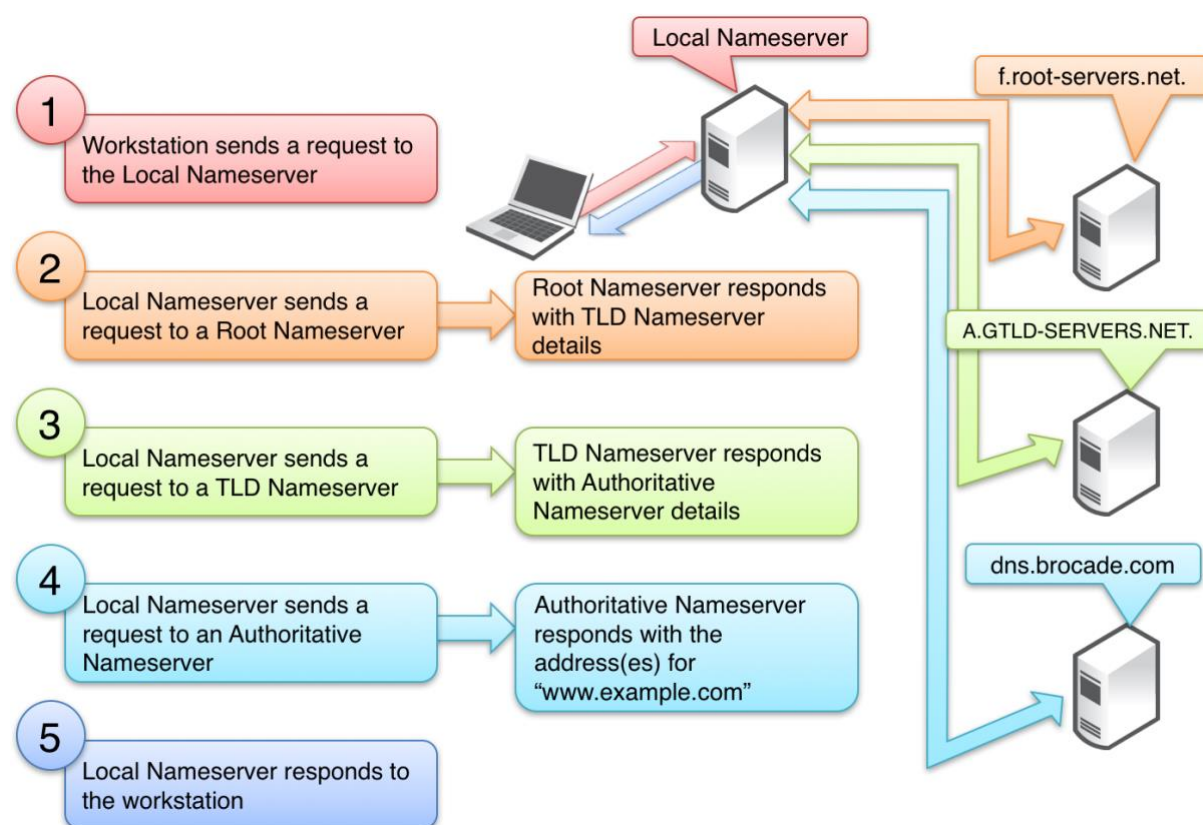 Local Nameserver
f.root-servers.net.
1
Workstation sends a request to
the Local Nameserver
2
Local Nameserver sends a
request to a Root Nameserver
Root Nameserver responds
with TLD Nameserver
details
A.GTLD-SERVERS.NET.
3
Local Nameserver sends a
request to a TLD Nameserver
TLD Nameserver responds
with Authoritative
Nameserver details
dns.brocade.com
4
Local Nameserver sends a
request to an Authoritative
Nameserver
Authoritative Nameserver
responds with the
address(es) for
“www.example.com”
5
Local Nameserver responds to
the workstation